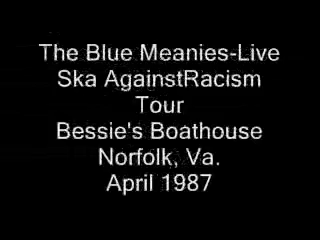 The Blue Meanies-Live
Ska AgainstRacism
Tour
Bessie's Boathouse
Norfolk, Va.
April 1987